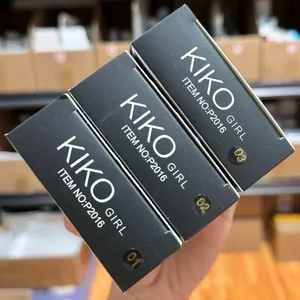 KIKO GIRL
ITEM NO:P2016
01
KIKO GIRL
ITEM NO:P2016
02
KIKO GIRL
ITEM NO:P2016
03